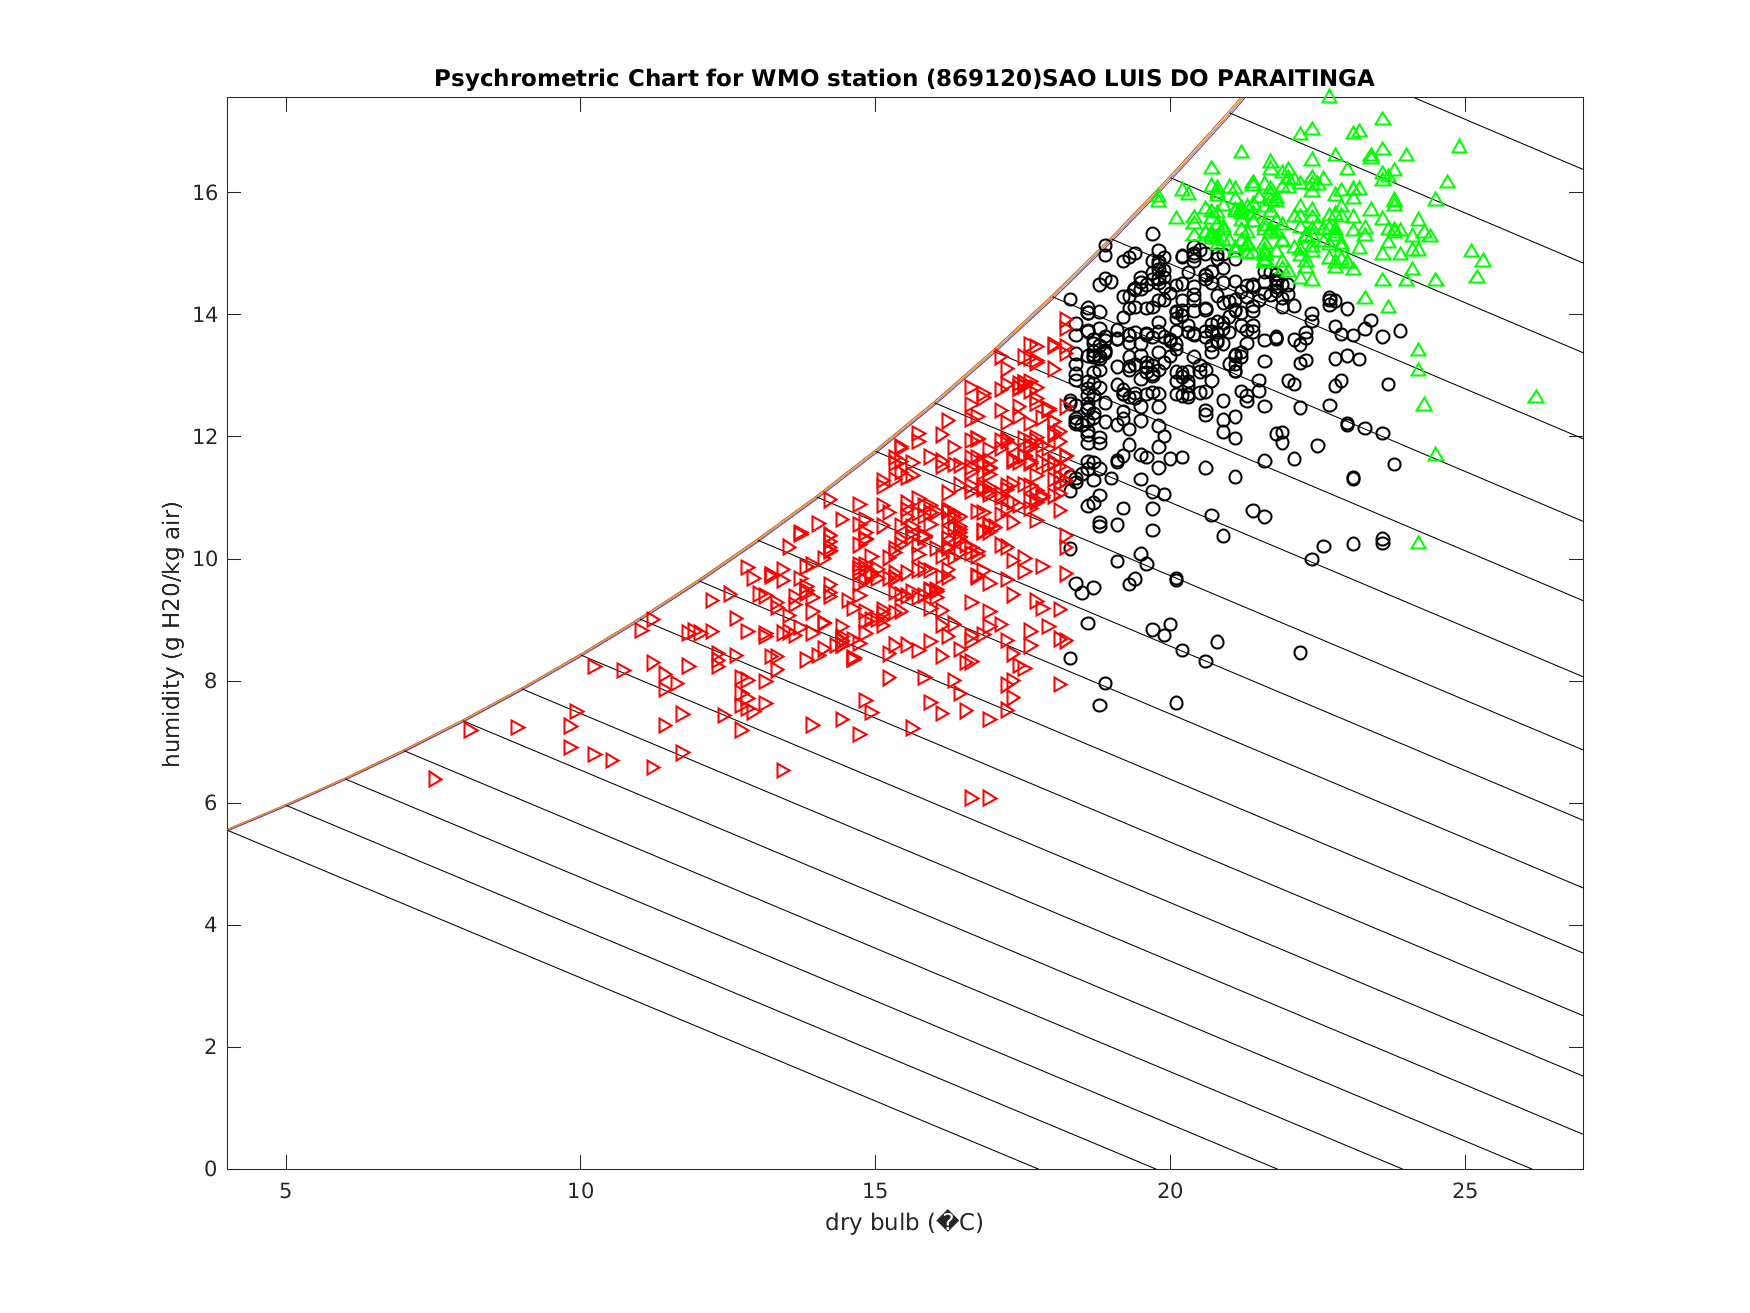 Psychrometric Chart for WMO station (869120)SAO LUIS DO PARAITINGA
humidity (g H20/kg air)
16
14
12
10
8
6
4
2
0
5 10 15 20 25
dry bulb (�C)